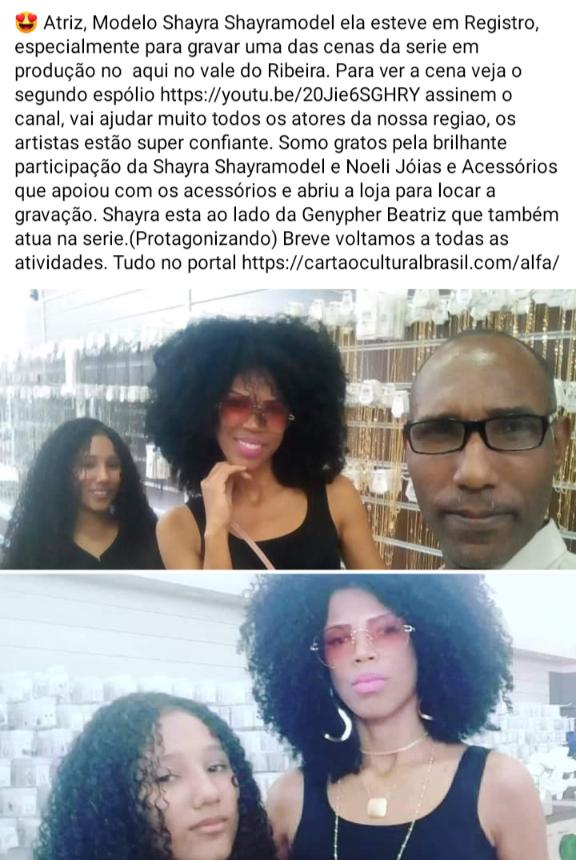 😍 Atriz, Modelo Shayra Shayramodel ela esteve em Registro,
especialmente para gravar uma das cenas da serie em
produção no  aqui no vale do Ribeira. Para ver a cena veja o
segundo espólio https://youtu.be/20Jie6SGHRY assinem o
canal, vai ajudar muito todos os atores da nossa regiao, os
artistas estão super confiante. Somo gratos pela brilhante
participação da Shayra Shayramodel e Noeli Jóias e Acessórios
que apoiou com os acessórios e abriu a loja para locar a
gravação. Shayra esta ao lado da Genypher Beatriz que também
atua na serie.(Protagonizando) Breve voltamos a todas as
atividades. Tudo no portal https://cartaoculturalbrasil.com/alfa/